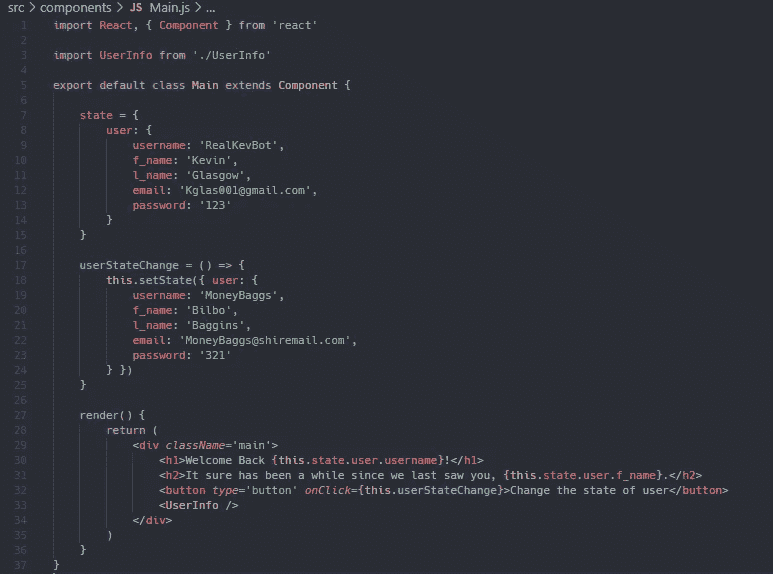 src > components > JS Main.js > ...
1 import React, { Component } from 'react'
2
3 import UserInfo from './UserInfo'
4
5 export default class Main extends Component {
6
7     state = {
8         user: {
9             username: 'RealKevBot',
10             f_name: 'Kevin',
11             l_name: 'Glasgow',
12             email: 'Kglas001@gmail.com',
13             password: '123'
14         }
15     }
16
17     userStateChange = () => {
18         this.setState({ user: {
19             username: 'MoneyBaggs',
20             f_name: 'Bilbo',
21             l_name: 'Baggins',
22             email: 'MoneyBaggs@shiremail.com',
23             password: '321'
24         } })
25     }
26
27     render() {
28         return (
29             <div className='main'>
30                 <h1>Welcome Back {this.state.user.username}!</h1>
31                 <h2>It sure has been a while since we last saw you, {this.state.user.f_name}.</h2>
32                 <button type='button' onClick={this.userStateChange}>Change the state of user</button>
33                 <UserInfo />
34             </div>
35         )
36     }
37 }